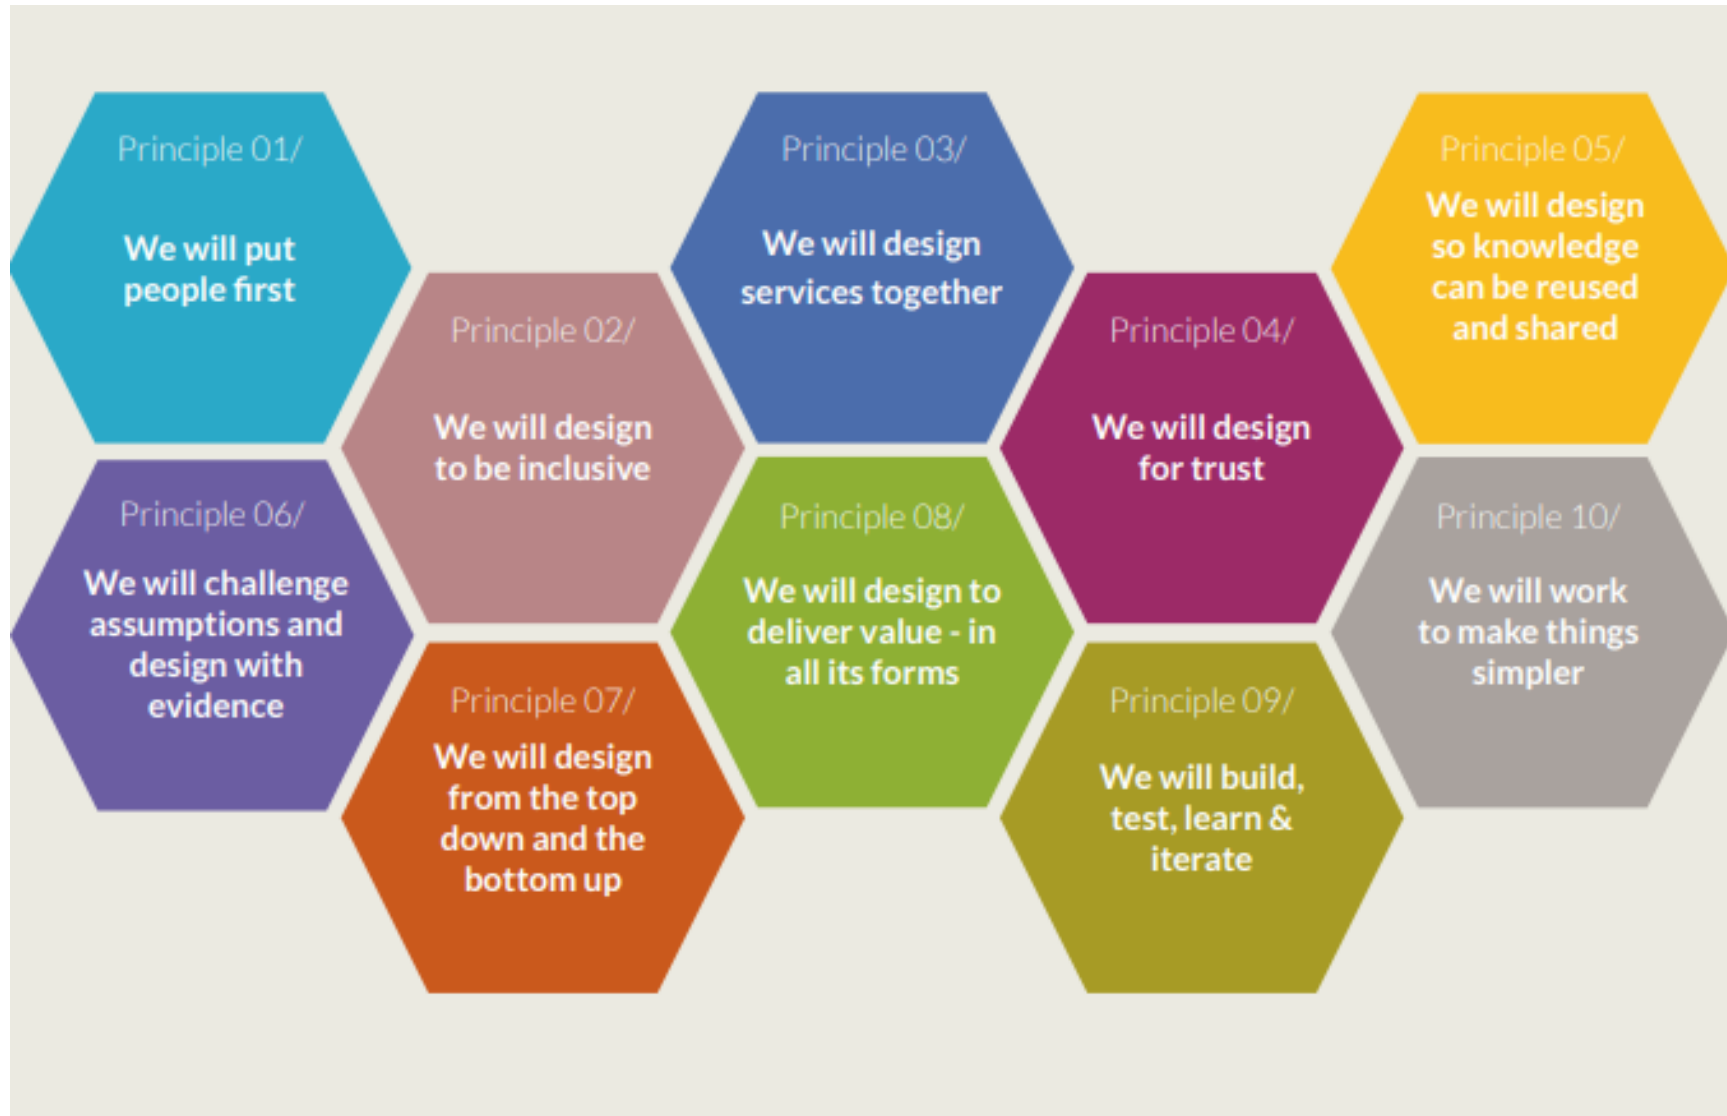 Principle 01/
We will put
people first
Principle 02/
We will design
to be inclusive
Principle 03/
We will design
services together
Principle 04/
We will design
for trust
Principle 05/
We will design
so knowledge
can be reused
and shared
Principle 06/
We will challenge
assumptions and
design with
evidence
Principle 07/
We will design
from the top
down and the
bottom up
Principle 08/
We will design to
deliver value - in
all its forms
Principle 09/
We will build,
test, learn &
iterate
Principle 10/
We will work
to make things
simpler